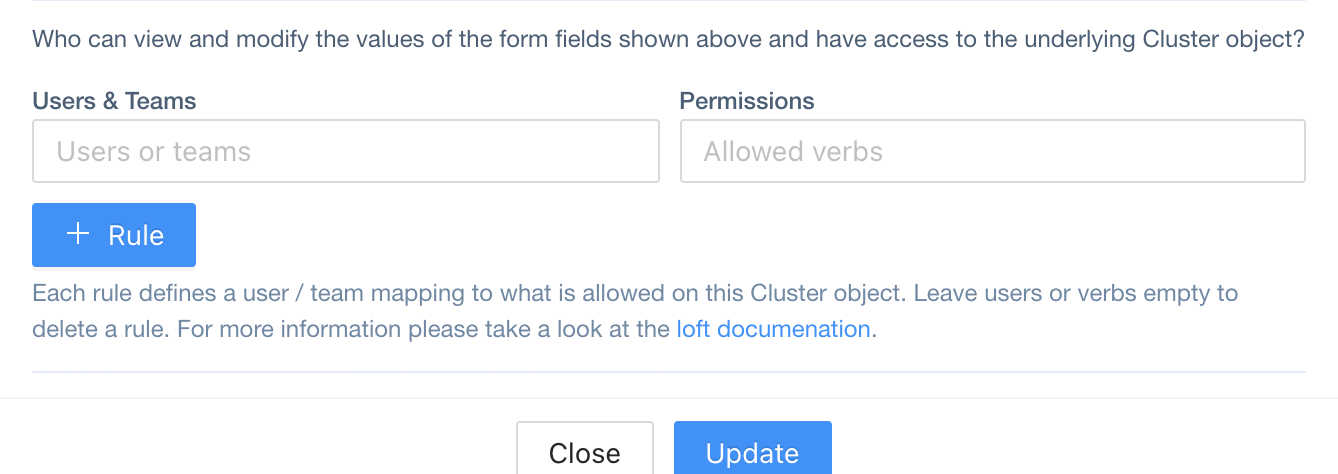 Who can view and modify the values of the form fields shown above and have access to the underlying Cluster object?
Users & Teams
Permissions
Users or teams
Allowed verbs
+ Rule
Each rule defines a user / team mapping to what is allowed on this Cluster object. Leave users or verbs empty to
delete a rule. For more information please take a look at the loft documenation.
Close
Update